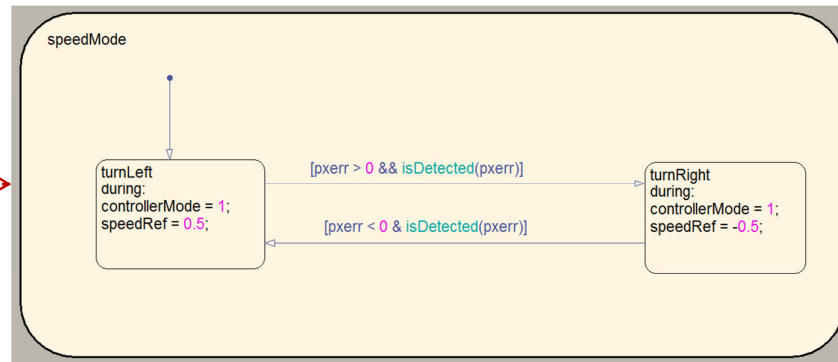 speedMode
turnLeft
during:
controllerMode = 1;
speedRef = 0.5;
[pxerr > 0 && isDetected(pxerr)]
[pxerr < 0 & isDetected(pxerr)]
turnRight
during:
controllerMode = 1;
speedRef = -0.5;